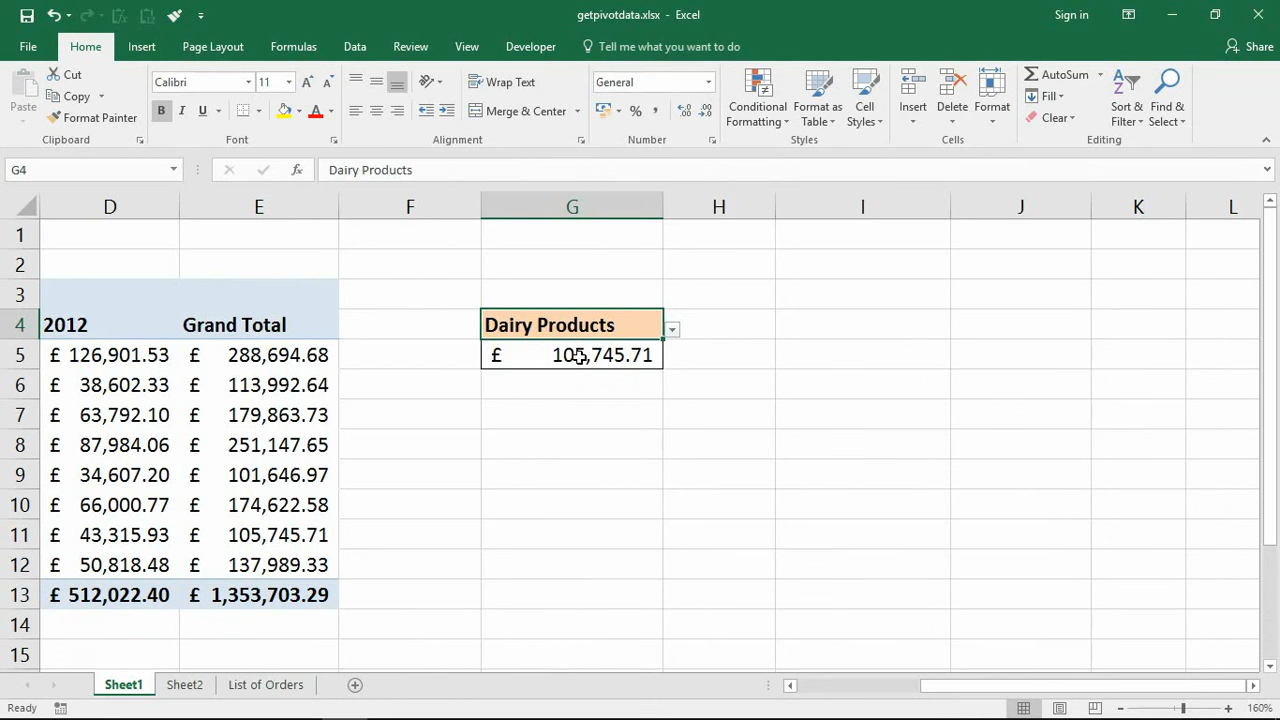 getpivotdata.xlsx - Excel
Sign in
File Home Insert Page Layout Formulas Data Review View Developer Tell me what you want to do Share
Paste
Cut
Copy
Format Painter
Clipboard
Calibri 11
B I U
Font
Wrap Text
Merge & Center
Alignment
General
Number
Conditional Formatting
Format as Table
Cell Styles
Styles
Insert
Delete
Format
Cells
AutoSum
Fill
Clear
Sort & Filter
Find & Select
Editing
G4 fx Dairy Products
D E F G H I J K L
1
2
3
4 2012 Grand Total Dairy Products
5 £ 126,901.53 £ 288,694.68 £ 105,745.71
6 £ 38,602.33 £ 113,992.64
7 £ 63,792.10 £ 179,863.73
8 £ 87,984.06 £ 251,147.65
9 £ 34,607.20 £ 101,646.97
10 £ 66,000.77 £ 174,622.58
11 £ 43,315.93 £ 105,745.71
12 £ 50,818.48 £ 137,989.33
13 £ 512,022.40 £ 1,353,703.29
14
15
Sheet1 Sheet2 List of Orders
Ready 160%